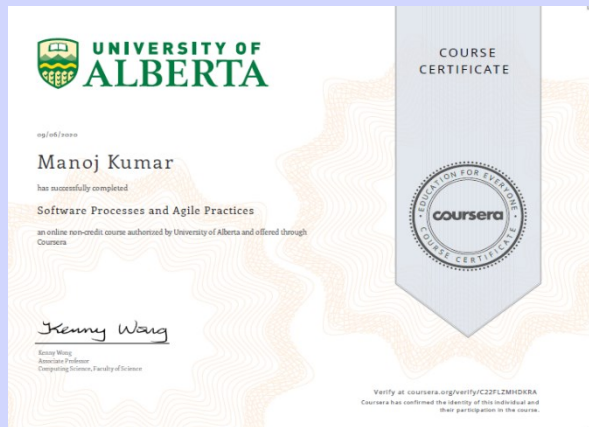 UNIVERSITY OF
ALBERTA
COURSE
CERTIFICATE
09/06/2020
Manoj Kumar
has successfully completed
Software Processes and Agile Practices
an online non-credit course authorized by University of Alberta and offered through
Coursera
EDUCATION FOR EVERYONE
coursera
COURSE CERTIFICATE
Kenny Wong
Kenny Wong
Associate Professor
Computing Science, Faculty of Science
Verify at coursera.org/verify/C22FLZMHDKRA
Coursera has confirmed the identity of this individual and
their participation in the course.